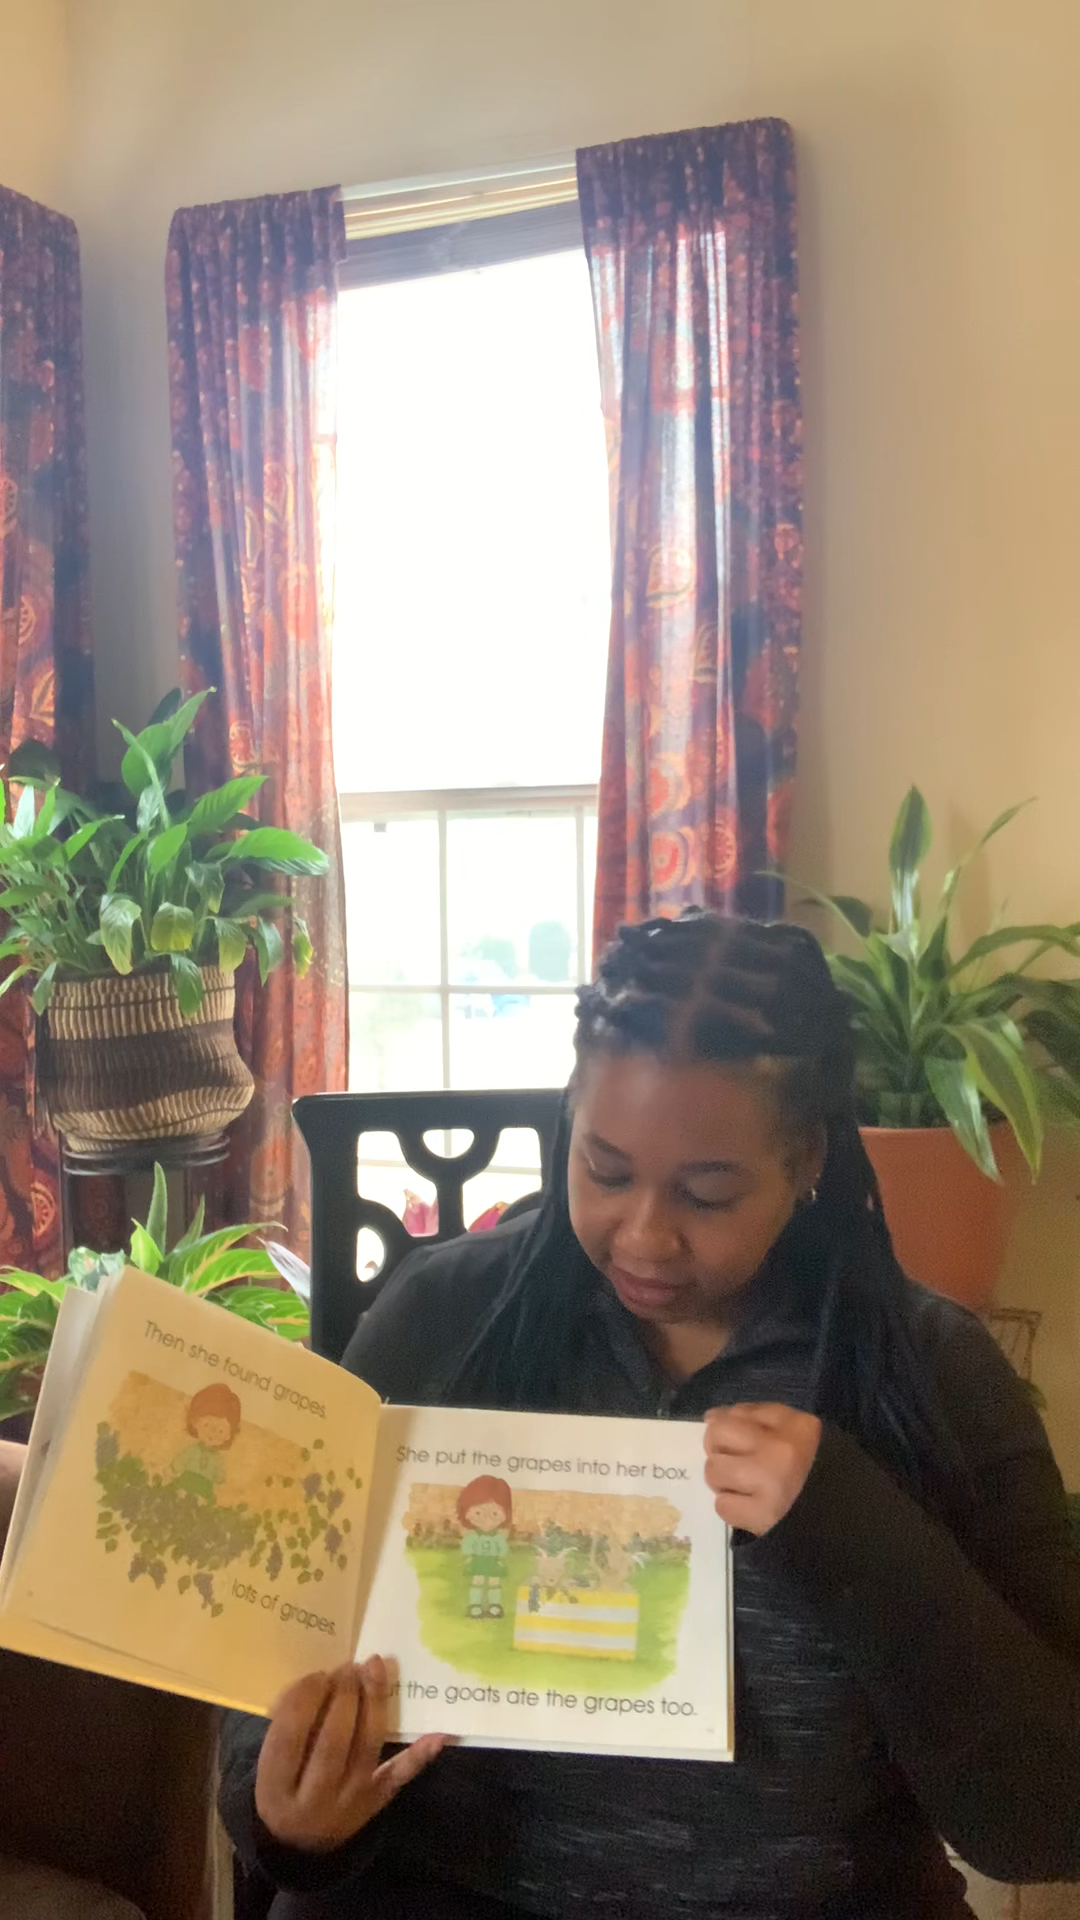 Then she found grapes,
lots of grapes.
She put the grapes into her box.
the goats ate the grapes too.